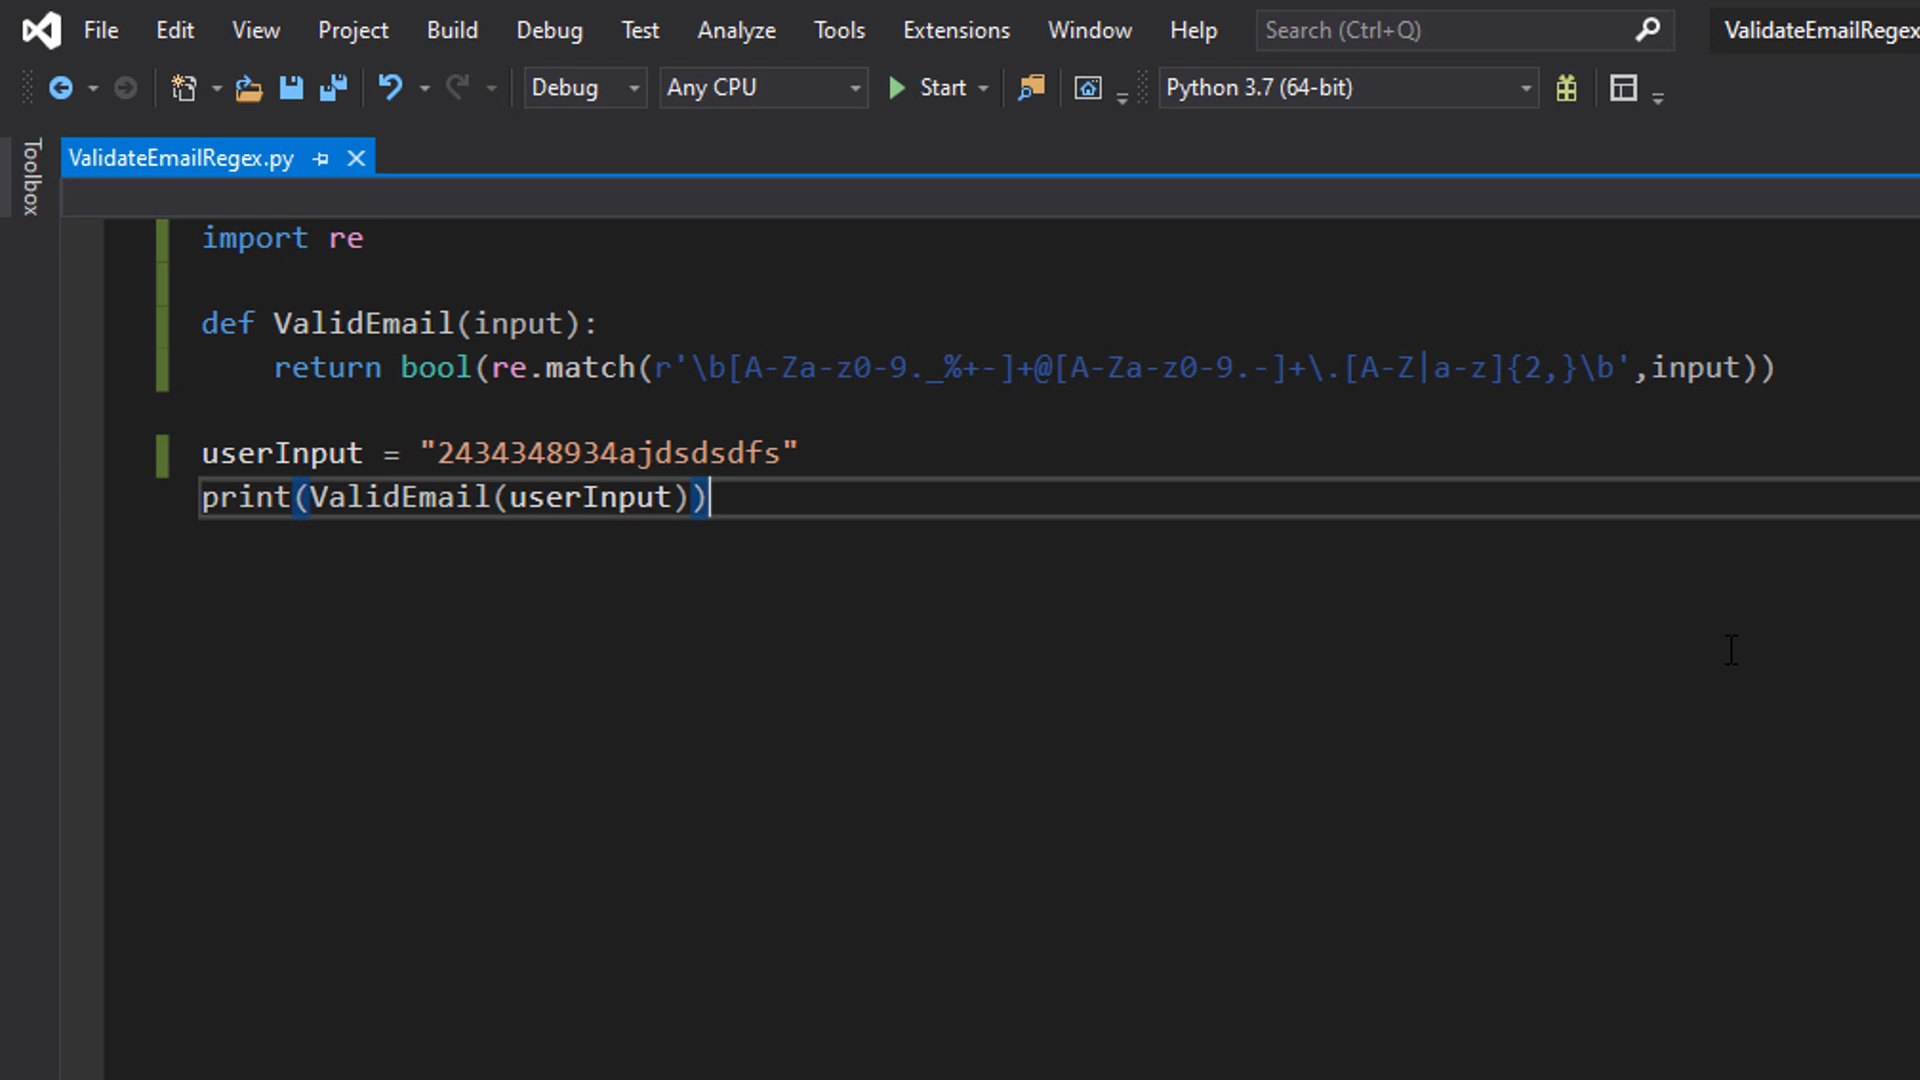 File Edit View Project Build Debug Test Analyze Tools Extensions Window Help Search (Ctrl+Q) ValidateEmailRegex
Debug Any CPU Start Python 3.7 (64-bit)
Toolbox
ValidateEmailRegex.py
import re
def ValidEmail(input):
    return bool(re.match(r'\b[A-Za-z0-9._%+-]+@[A-Za-z0-9.-]+\.[A-Z|a-z]{2,}\b',input))
userInput = "2434348934ajdsdsdfs"
print(ValidEmail(userInput))